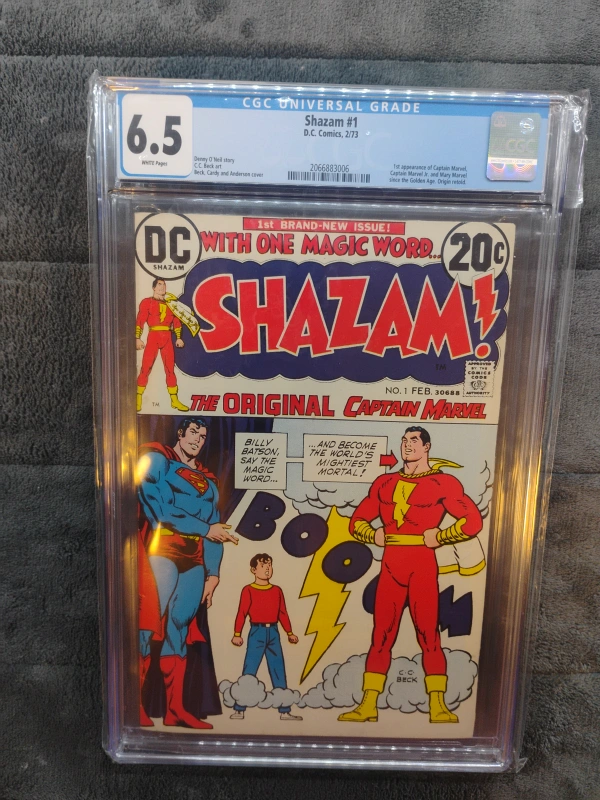 CGC UNIVERSAL GRADE
6.5
WHITE Pages
Shazam #1
D.C. Comics, 2/73
Denny O'Neil story
C.C. Beck art
Beck, Cardy and Anderson cover
2066883006
1st appearance of Captain Marvel,
Captain Marvel Jr. and Mary Marvel
since the Golden Age. Origin retold.
CGC
1st BRAND-NEW ISSUE!
DC
SHAZAM
WITH ONE MAGIC WORD...
20¢
SHAZAM!
TM
APPROVED
BY THE
COMICS
CODE
AUTHORITY
NO. 1 FEB. 30688
TM
THE ORIGINAL CAPTAIN MARVEL
BILLY
BATSON,
SAY THE
MAGIC
WORD...
...AND BECOME
THE WORLD'S
MIGHTIEST
MORTAL!
S
BOOOM
C.C.
BECK